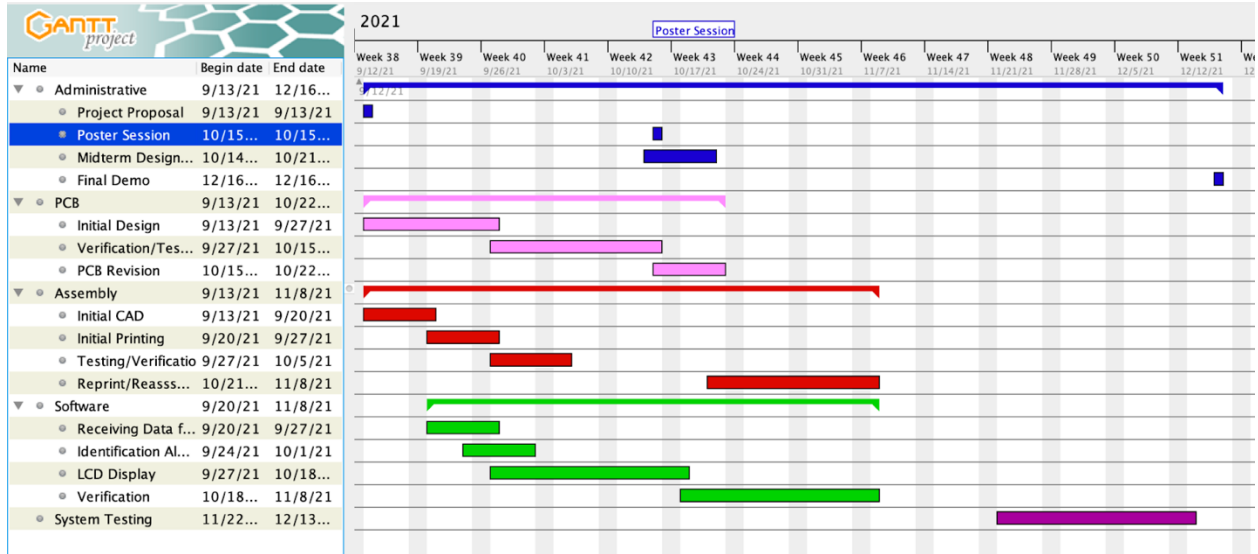 GANTT project
2021
Poster Session
Week 38 Week 39 Week 40 Week 41 Week 42 Week 43 Week 44 Week 45 Week 46 Week 47 Week 48 Week 49 Week 50 Week 51 We
9/12/21 9/19/21 9/26/21 10/3/21 10/10/21 10/17/21 10/24/21 10/31/21 11/7/21 11/14/21 11/21/21 11/28/21 12/5/21 12/12/21 12
Name Begin date End date
9/12/21
Administrative 9/13/21 12/16...
Project Proposal 9/13/21 9/13/21
Poster Session 10/15... 10/15...
Midterm Design... 10/14... 10/21...
Final Demo 12/16... 12/16...
PCB 9/13/21 10/22...
Initial Design 9/13/21 9/27/21
Verification/Tes... 9/27/21 10/15...
PCB Revision 10/15... 10/22...
Assembly 9/13/21 11/8/21
Initial CAD 9/13/21 9/20/21
Initial Printing 9/20/21 9/27/21
Testing/Verificatio 9/27/21 10/5/21
Reprint/Reasss... 10/21... 11/8/21
Software 9/20/21 11/8/21
Receiving Data f... 9/20/21 9/27/21
Identification Al... 9/24/21 10/1/21
LCD Display 9/27/21 10/18...
Verification 10/18... 11/8/21
System Testing 11/22... 12/13...